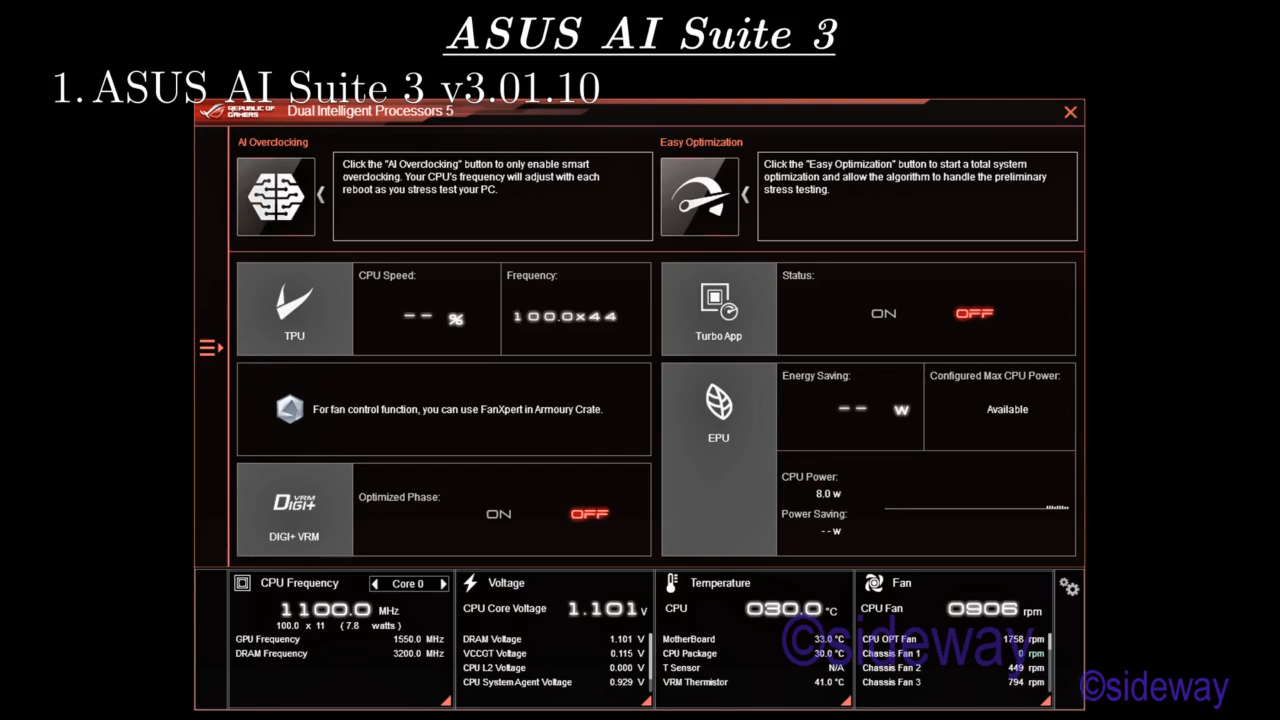 ASUS AI Suite 3
1. ASUS AI Suite 3 v3.01.10
REPUBLIC OF
GAMERS
Dual Intelligent Processors 5
AI Overclocking
Click the "AI Overclocking" button to only enable smart
overclocking. Your CPU's frequency will adjust with each
reboot as you stress test your PC.
Easy Optimization
Click the "Easy Optimization" button to start a total system
optimization and allow the algorithm to handle the preliminary
stress testing.
TPU
CPU Speed:
-- %
Frequency:
100.0x44
Turbo App
Status:
ON OFF
For fan control function, you can use FanXpert in Armoury Crate.
EPU
Energy Saving:
-- w
Configured Max CPU Power:
Available
CPU Power:
8.0 w
Power Saving:
-- w
DIGI+ VRM
DIGI+ VRM
Optimized Phase:
ON OFF
CPU Frequency
Core 0
1100.0 MHz
100.0 x 11 ( 7.8 watts )
GPU Frequency 1550.0 MHz
DRAM Frequency 3200.0 MHz
Voltage
CPU Core Voltage 1.101 V
DRAM Voltage 1.101 V
VCCGT Voltage 0.115 V
CPU L2 Voltage 0.000 V
CPU System Agent Voltage 0.929 V
Temperature
CPU 030.0 °C
MotherBoard 33.0 °C
CPU Package 30.0 °C
T Sensor N/A
VRM Thermistor 41.0 °C
Fan
CPU Fan 0906 rpm
CPU OPT Fan 1758 rpm
Chassis Fan 1 0 rpm
Chassis Fan 2 449 rpm
Chassis Fan 3 794 rpm
©sideway
©sideway